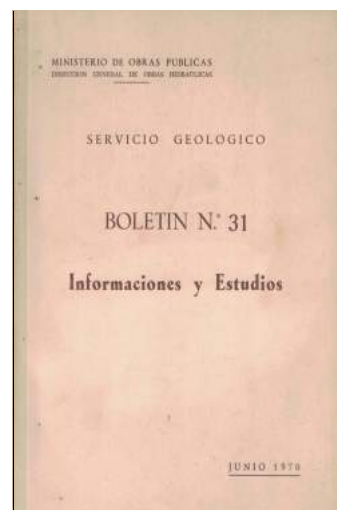 MINISTERIO DE OBRAS PUBLICAS
DIRECCION GENERAL DE OBRAS HIDRAULICAS
SERVICIO GEOLOGICO
BOLETIN N.º 31
Informaciones y Estudios
JUNIO 1970